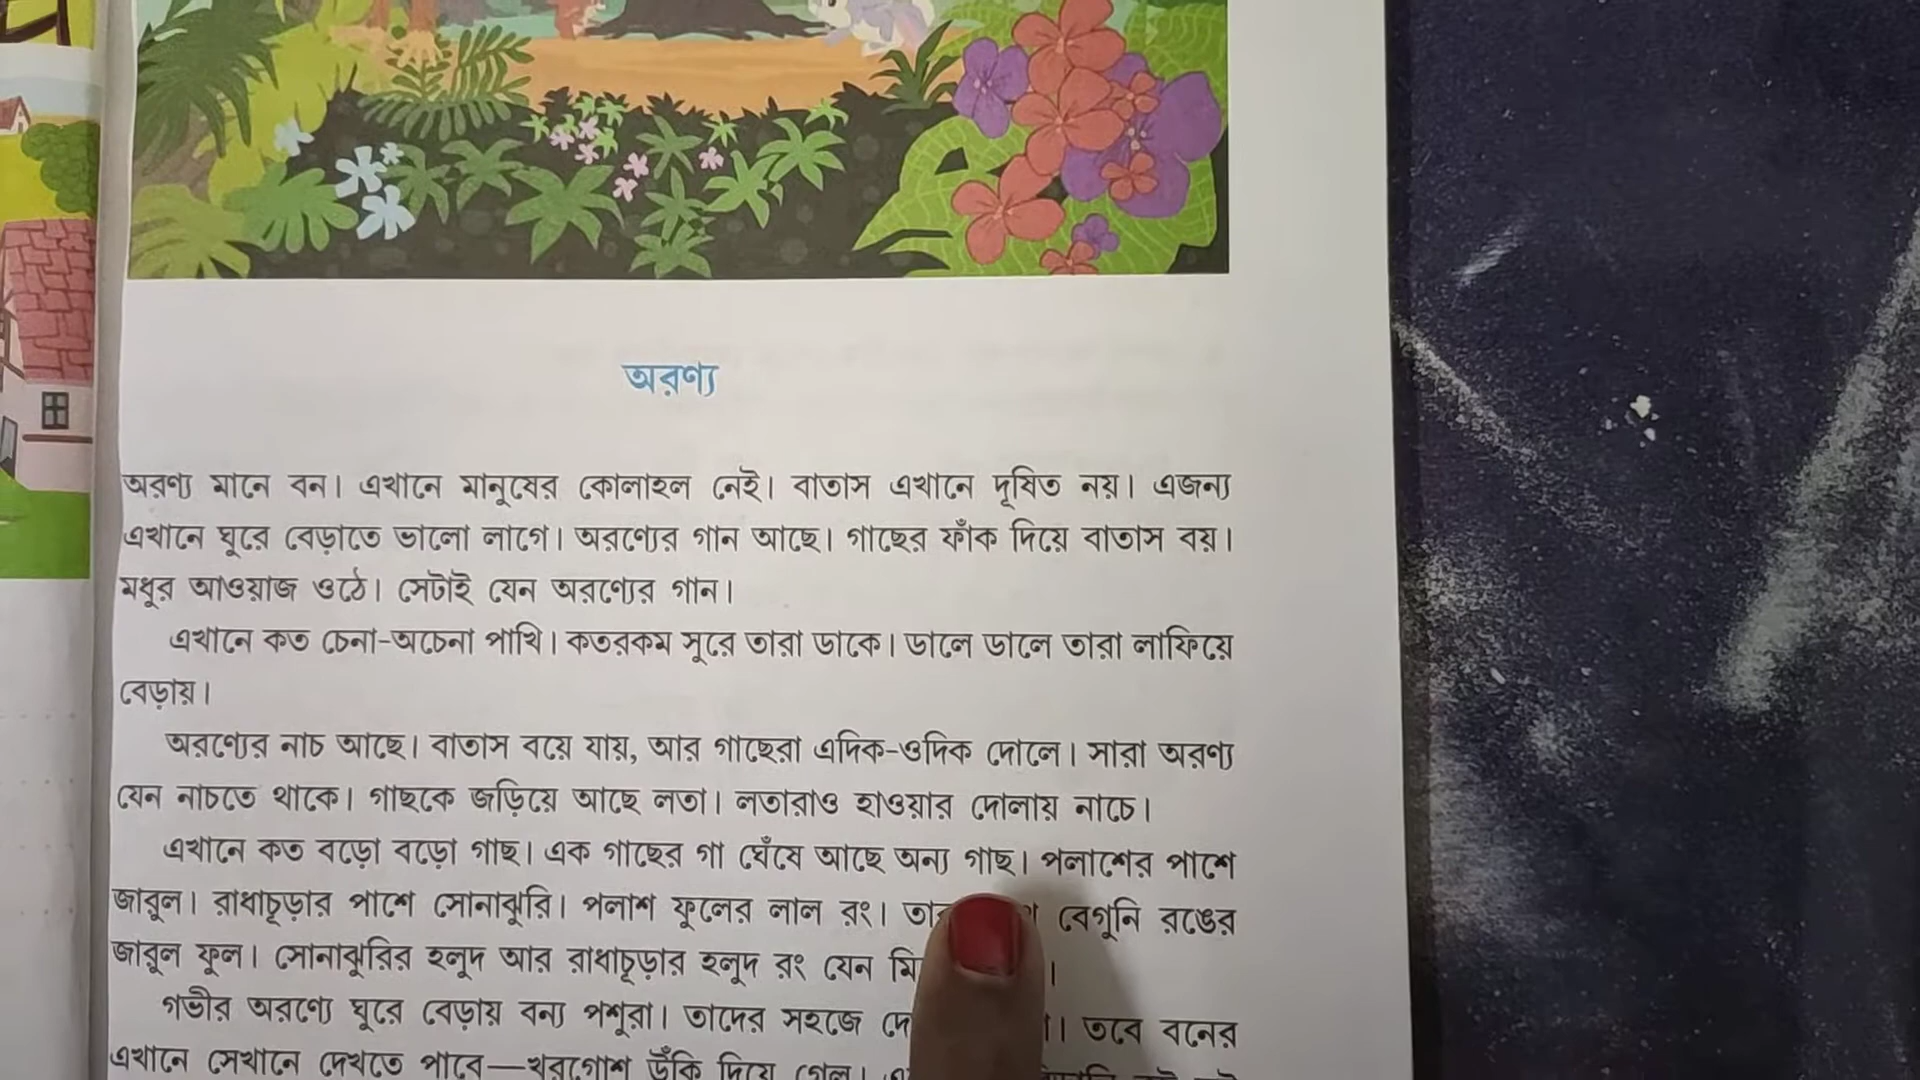 অরণ্য
অরণ্য মানে বন। এখানে মানুষের কোলাহল নেই। বাতাস এখানে দূষিত নয়। এজন্য
এখানে ঘুরে বেড়াতে ভালো লাগে। অরণ্যের গান আছে। গাছের ফাঁক দিয়ে বাতাস বয়।
মধুর আওয়াজ ওঠে। সেটাই যেন অরণ্যের গান।
এখানে কত চেনা-অচেনা পাখি। কতরকম সুরে তারা ডাকে। ডালে ডালে তারা লাফিয়ে
বেড়ায়।
অরণ্যের নাচ আছে। বাতাস বয়ে যায়, আর গাছেরা এদিক-ওদিক দোলে। সারা অরণ্য
যেন নাচতে থাকে। গাছকে জড়িয়ে আছে লতা। লতারাও হাওয়ার দোলায় নাচে।
এখানে কত বড়ো বড়ো গাছ। এক গাছের গা ঘেঁষে আছে অন্য গাছ। পলাশের পাশে
জারুল। রাধাচূড়ার পাশে সোনাঝুরি। পলাশ ফুলের লাল রং। বেগুনি রঙের
জারুল ফুল। সোনাঝুরির হলুদ আর রাধাচূড়ার হলুদ রং যেন
গভীর অরণ্যে ঘুরে বেড়ায় বন্য পশুরা। তাদের সহজে তবে বনের
এখানে সেখানে দেখতে পাবে—খরগোশ উঁকি দিয়ে গেল।